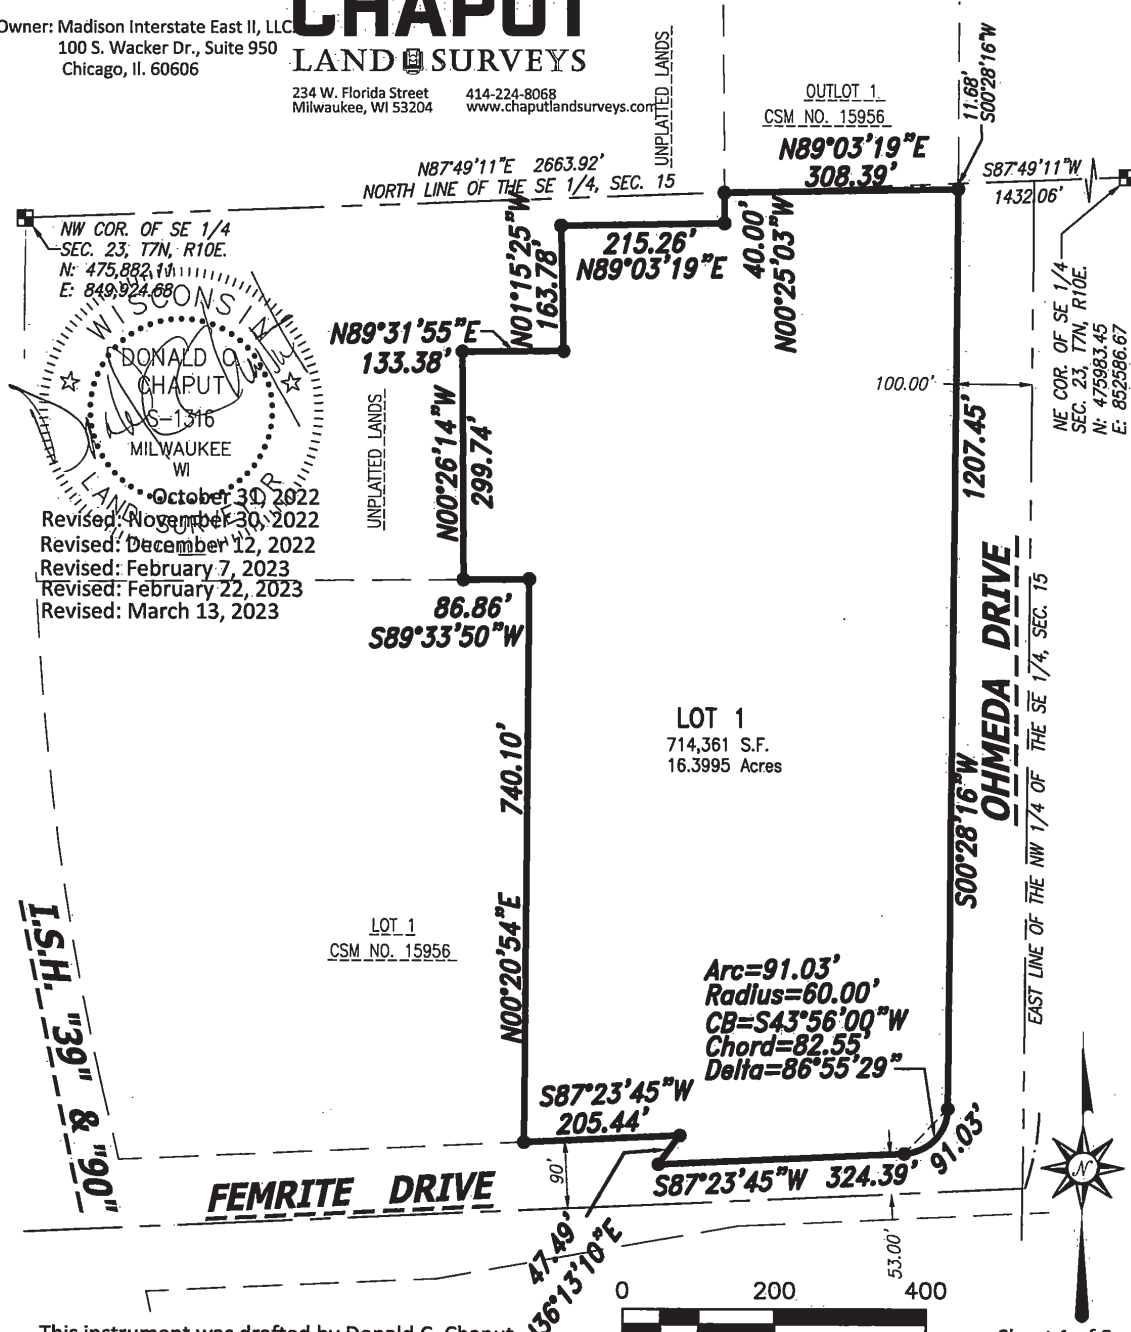 Owner: Madison Interstate East II, LLC.
100 S. Wacker Dr., Suite 950
Chicago, Il. 60606
CHAPUT
LAND SURVEYS
234 W. Florida Street 414-224-8068
Milwaukee, WI 53204 www.chaputlandsurveys.com
UNPLATTED LANDS
OUTLOT 1
CSM NO. 15956
11.68'
S00°28'16"W
N89°03'19"E
308.39'
N87°49'11"E 2663.92'
NORTH LINE OF THE SE 1/4, SEC. 15
S87°49'11"W
1432.06'
NW COR. OF SE 1/4
SEC. 23, T7N, R10E.
N: 475,882.11
E: 849,924.68
N01°15'25"W
163.78'
215.26'
N89°03'19"E
40.00'
N00°25'03"W
NE COR. OF SE 1/4
SEC. 23, T7N, R10E.
N: 475983.45
E: 852586.67
WISCONSIN
DONALD C.
CHAPUT
S-1316
MILWAUKEE
WI
LAND SURVEYOR
N89°31'55"E
133.38'
100.00'
UNPLATTED LANDS
N00°26'14"W
299.74'
1207.45'
October 31, 2022
Revised: November 30, 2022
Revised: December 12, 2022
Revised: February 7, 2023
Revised: February 22, 2023
Revised: March 13, 2023
86.86'
S89°33'50"W
OHMEDA DRIVE
EAST LINE OF THE NW 1/4 OF THE SE 1/4, SEC. 15
LOT 1
714,361 S.F.
16.3995 Acres
740.10'
N00°20'54"E
S00°28'16"W
LOT 1
CSM NO. 15956
I.S.H. "39" & "90"
Arc=91.03'
Radius=60.00'
CB=S43°56'00"W
Chord=82.55'
Delta=86°55'29"
S87°23'45"W
205.44'
90'
S87°23'45"W 324.39'
91.03'
FEMRITE DRIVE
47.49'
N36°13'10"E
53.00'
N
0 200 400
This instrument was drafted by Donald C. Chaput